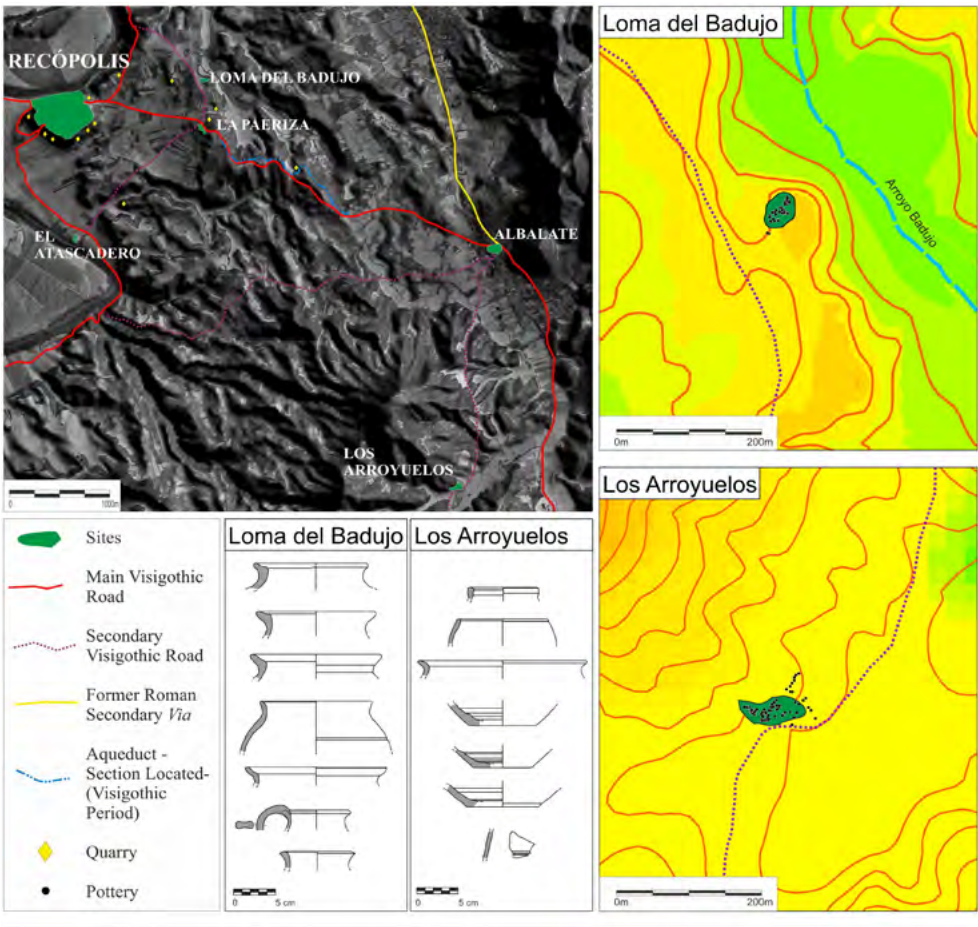 RECÓPOLIS
LOMA DEL BADUJO
LA PAERIZA
EL
ATASCADERO
ALBALATE
LOS
ARROYUELOS
0
1000m
Loma del Badujo
Arroyo Badujo
0m
200m
Sites
Main Visigothic
Road
Secondary
Visigothic Road
Former Roman
Secondary Via
Aqueduct -
Section Located-
(Visigothic
Period)
Quarry
Pottery
Loma del Badujo
0
5 cm
Los Arroyuelos
0
5 cm
Los Arroyuelos
0m
200m